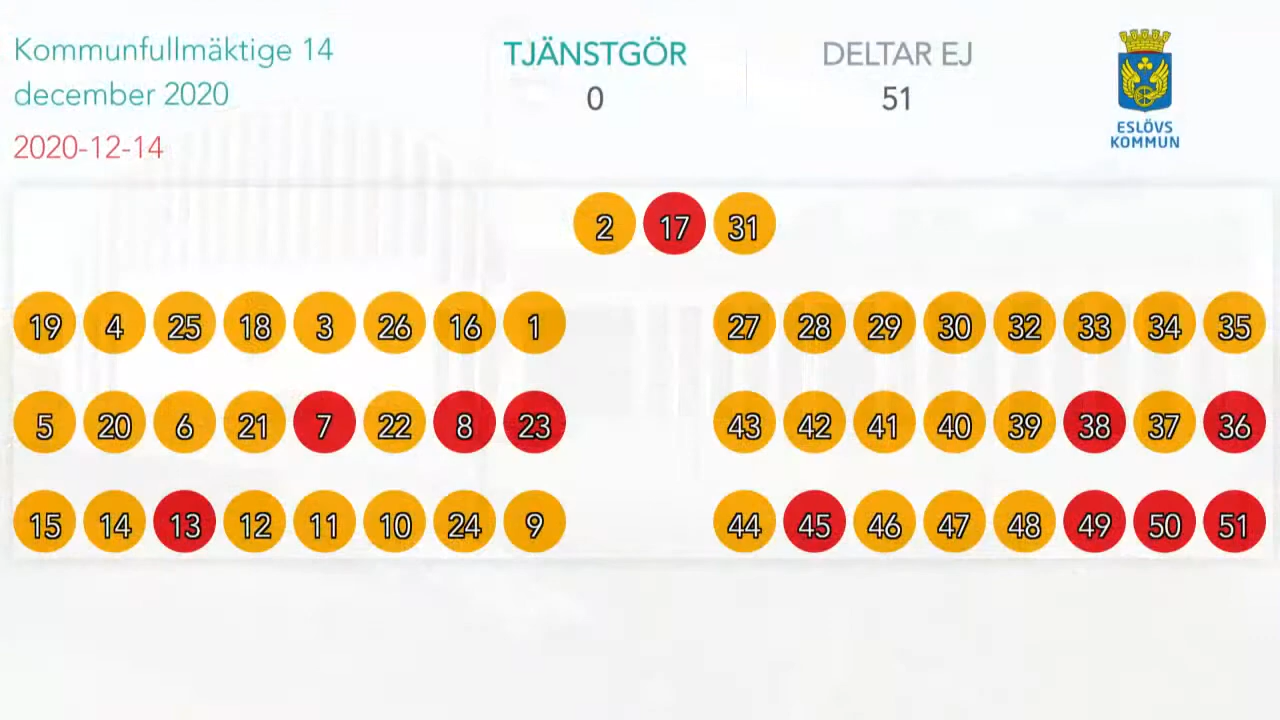 Kommunfullmäktige 14
december 2020
2020-12-14
TJÄNSTGÖR
0
DELTAR EJ
51
ESLÖVS
KOMMUN
2 17 31
19 4 25 18 3 26 16 1 27 28 29 30 32 33 34 35
5 20 6 21 7 22 8 23 43 42 41 40 39 38 37 36
15 14 13 12 11 10 24 9 44 45 46 47 48 49 50 51